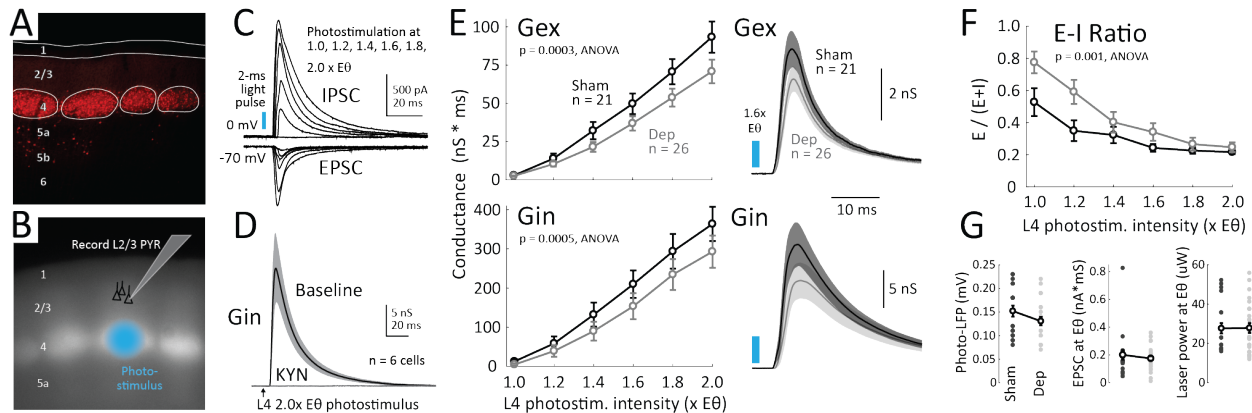 A
1
2/3
4
5a
5b
6
B
Record L2/3 PYR
1
2/3
4
5a
Photo-
stimulus
C
Photostimulation at
1.0, 1.2, 1.4, 1.6, 1.8,
2.0 x Eθ
2-ms
light
pulse
IPSC
500 pA
20 ms
0 mV
-70 mV
EPSC
D
Baseline
Gin
5 nS
20 ms
n = 6 cells
KYN
L4 2.0x Eθ photostimulus
E
Gex
p = 0.0003, ANOVA
Sham
n = 21
Dep
n = 26
100
75
50
25
0
1.0 1.2 1.4 1.6 1.8 2.0
Conductance (nS * ms)
Sham
n = 21
2 nS
1.6x
Eθ
Dep
n = 26
10 ms
Gin
p = 0.0005, ANOVA
400
300
200
100
0
1.0 1.2 1.4 1.6 1.8 2.0
L4 photostim. intensity (x Eθ)
Gin
5 nS
F
E-I Ratio
p = 0.001, ANOVA
E / (E+I)
1
0.8
0.6
0.4
0.2
0
1.0 1.2 1.4 1.6 1.8 2.0
L4 photostim. intensity (x Eθ)
G
Photo-LFP (mV)
0.25
0.20
0.15
0.10
0.05
0
Sham
Dep
EPSC at Eθ (nA*mS)
0.8
0.4
0.2
0
Laser power at Eθ (uW)
60
40
20
0